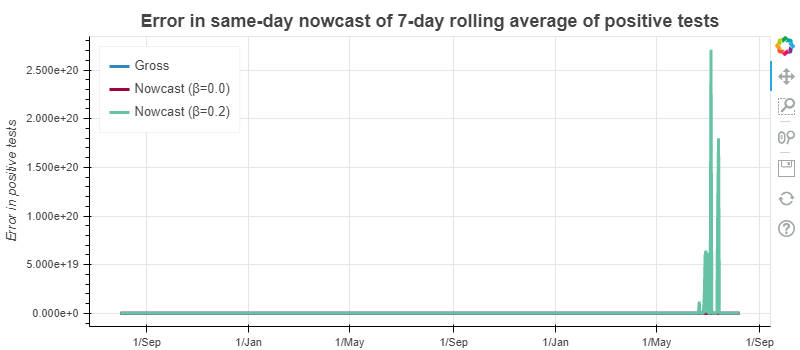 Error in same-day nowcast of 7-day rolling average of positive tests
Gross
Nowcast (β=0.0)
Nowcast (β=0.2)
Error in positive tests
2.500e+20
2.000e+20
1.500e+20
1.000e+20
5.000e+19
0.000e+0
1/Sep 1/Jan 1/May 1/Sep 1/Jan 1/May 1/Sep